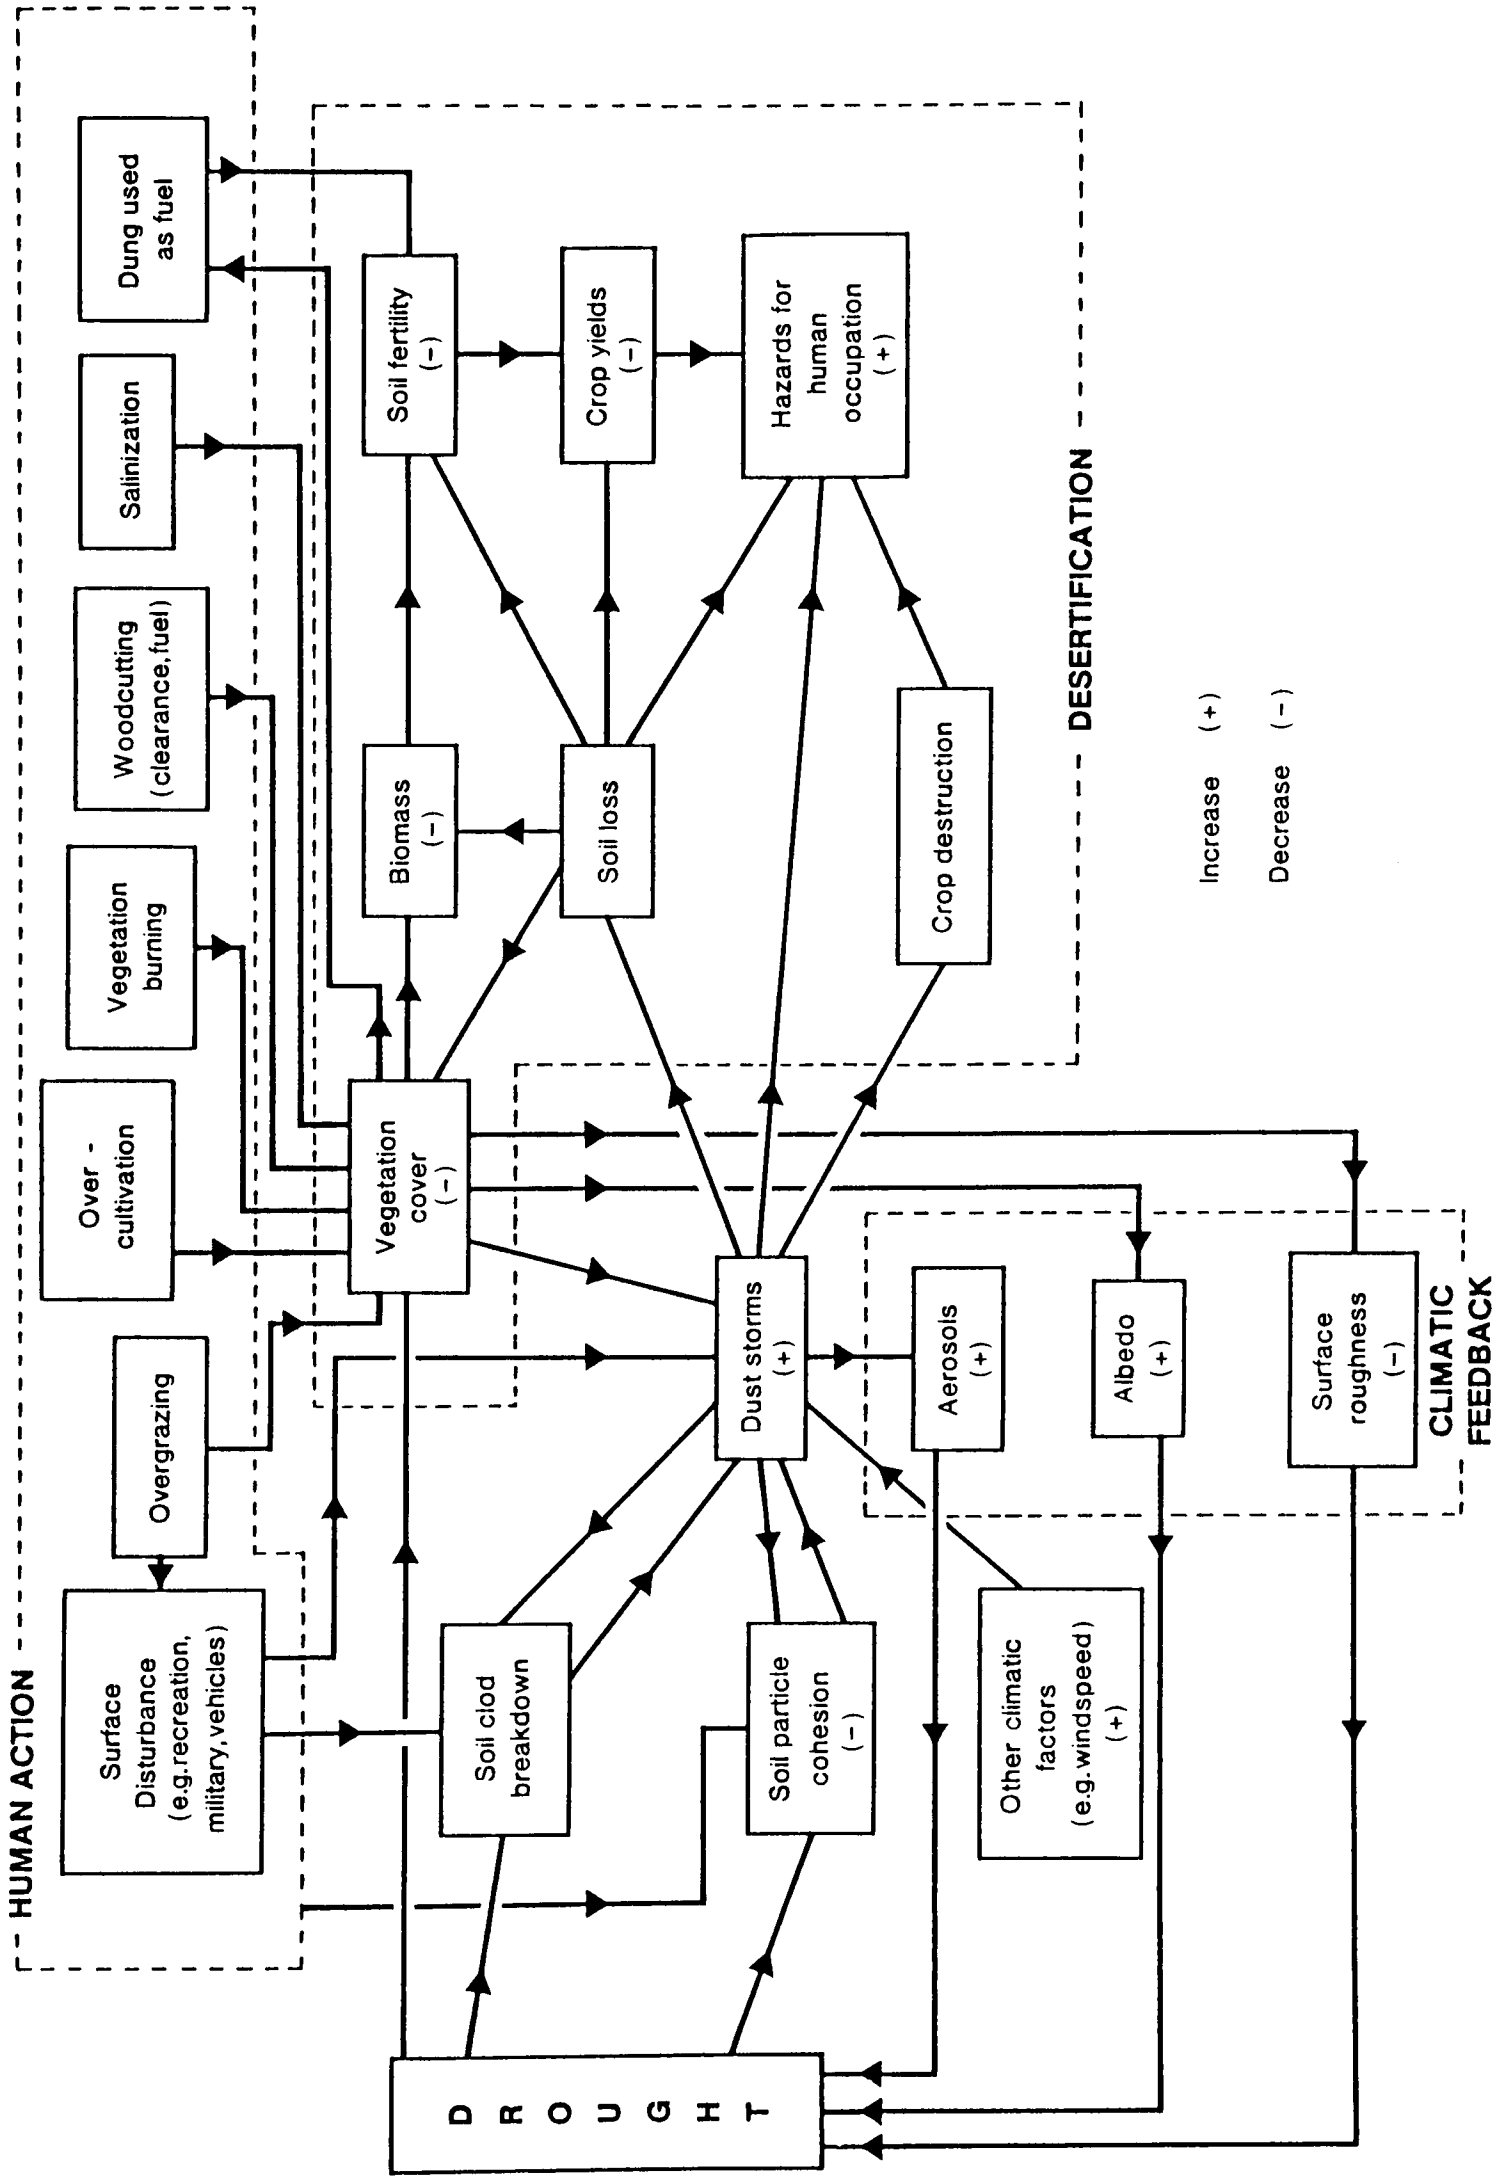 HUMAN ACTION
Surface
Disturbance
(e.g. recreation,
military, vehicles)
Overgrazing
Over -
cultivation
Vegetation
burning
Woodcutting
(clearance, fuel)
Salinization
Dung used
as fuel
Vegetation
cover
(-)
Biomass
(-)
Soil fertility
(-)
Soil clod
breakdown
Soil loss
Crop yields
(-)
DROUGHT
Soil particle
cohesion
(-)
Dust storms
(+)
Hazards for
human
occupation
(+)
Crop destruction
Aerosols
(+)
Other climatic
factors
(e.g. windspeed)
(+)
Albedo
(+)
DESERTIFICATION
Surface
roughness
(-)
CLIMATIC
FEEDBACK
Increase (+)
Decrease (-)